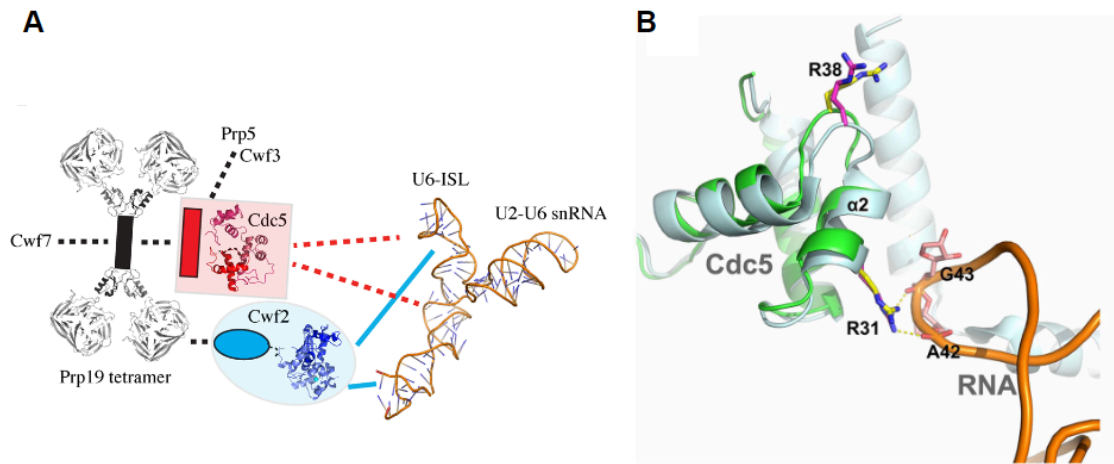 A
Prp5
Cwf3
U6-ISL
U2-U6 snRNA
Cdc5
Cwf7
Cwf2
Prp19 tetramer
B
R38
α2
Cdc5
G43
R31
A42
RNA